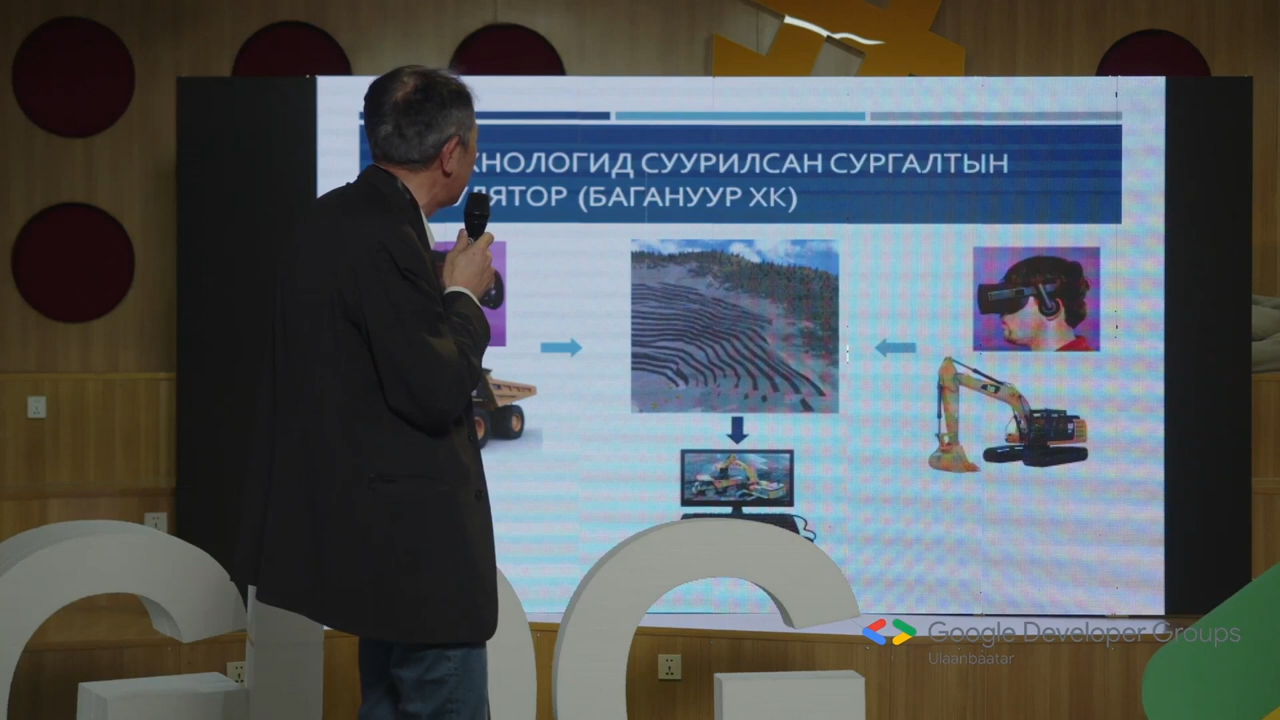 ХНОЛОГИД СУУРИЛСАН СУРГАЛТЫН
ЛЯТОР (БАГАНУУР ХК)
Google Developer Groups
Ulaanbaatar